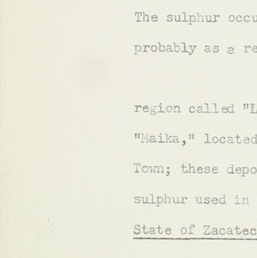 The sulphur occu
probably as a re
region called "L
"Maika," located
Town; these depo
sulphur used in
State of Zacatec